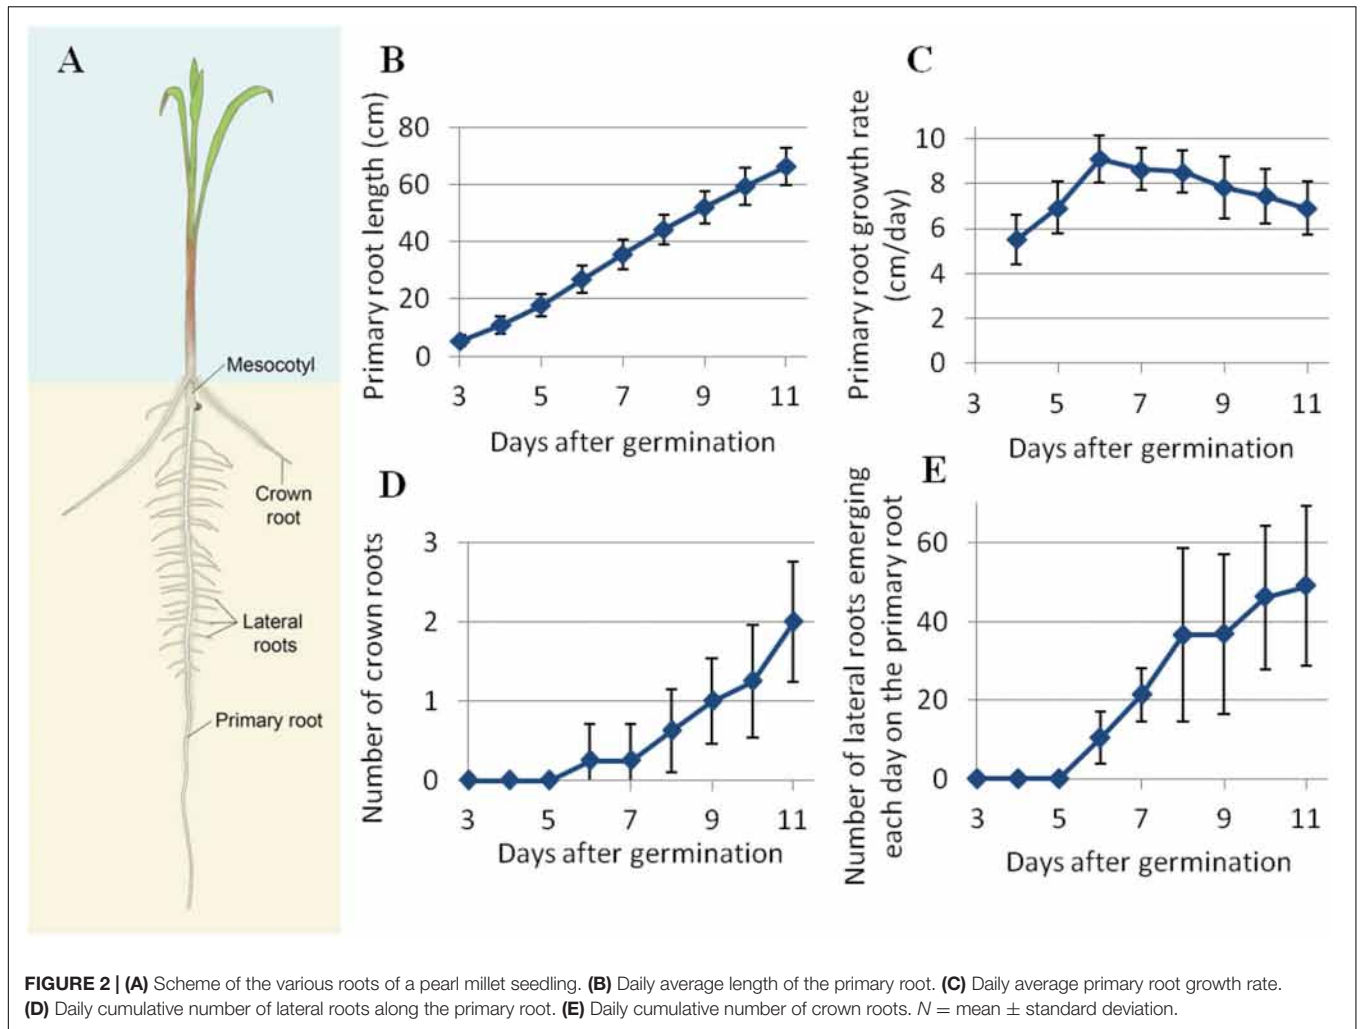 A
Mesocotyl
Crown
root
Lateral
roots
Primary root
B
Primary root length (cm)
80
60
40
20
0
3 5 7 9 11
Days after germination
C
Primary root growth rate
(cm/day)
10
8
6
4
2
0
3 5 7 9 11
Days after germination
D
Number of crown roots
3
2
1
0
3 5 7 9 11
Days after germination
E
Number of lateral roots emerging
each day on the primary root
60
40
20
0
3 5 7 9 11
Days after germination
FIGURE 2 | (A) Scheme of the various roots of a pearl millet seedling. (B) Daily average length of the primary root. (C) Daily average primary root growth rate.
(D) Daily cumulative number of lateral roots along the primary root. (E) Daily cumulative number of crown roots. N = mean ± standard deviation.